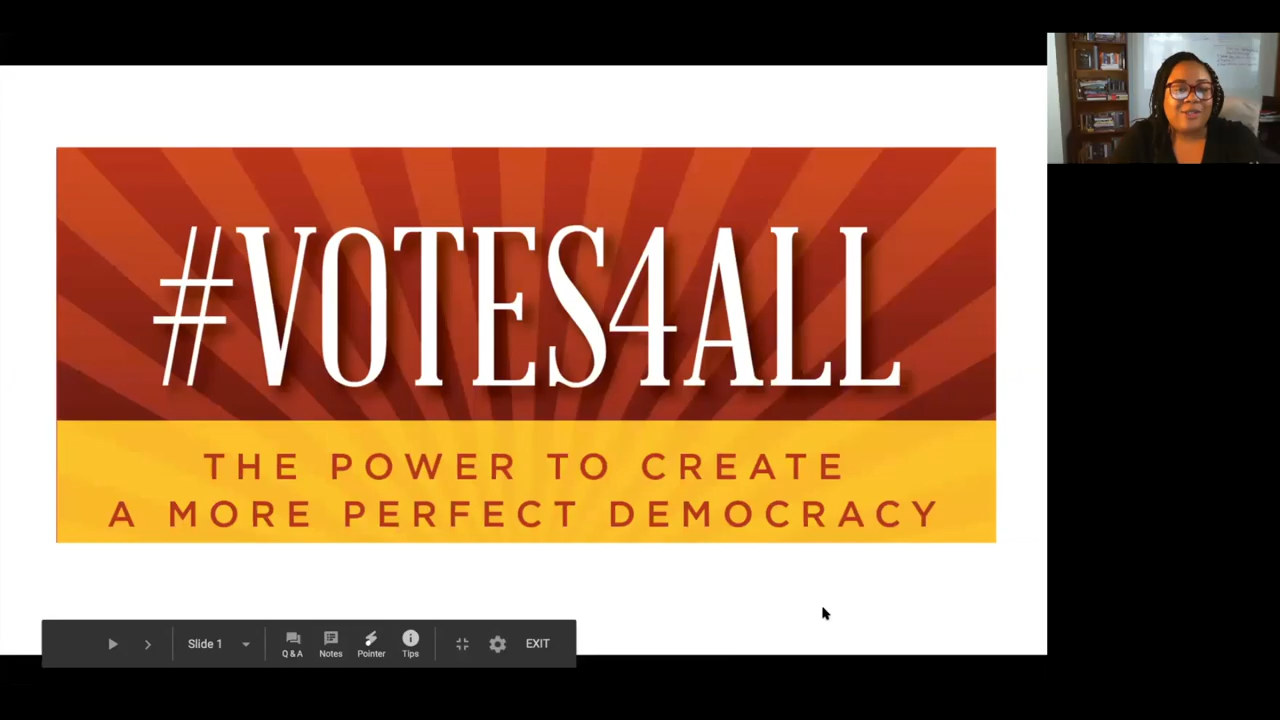 #VOTES4ALL
THE POWER TO CREATE
A MORE PERFECT DEMOCRACY
Slide 1
Q & A
Notes
Pointer
Tips
EXIT